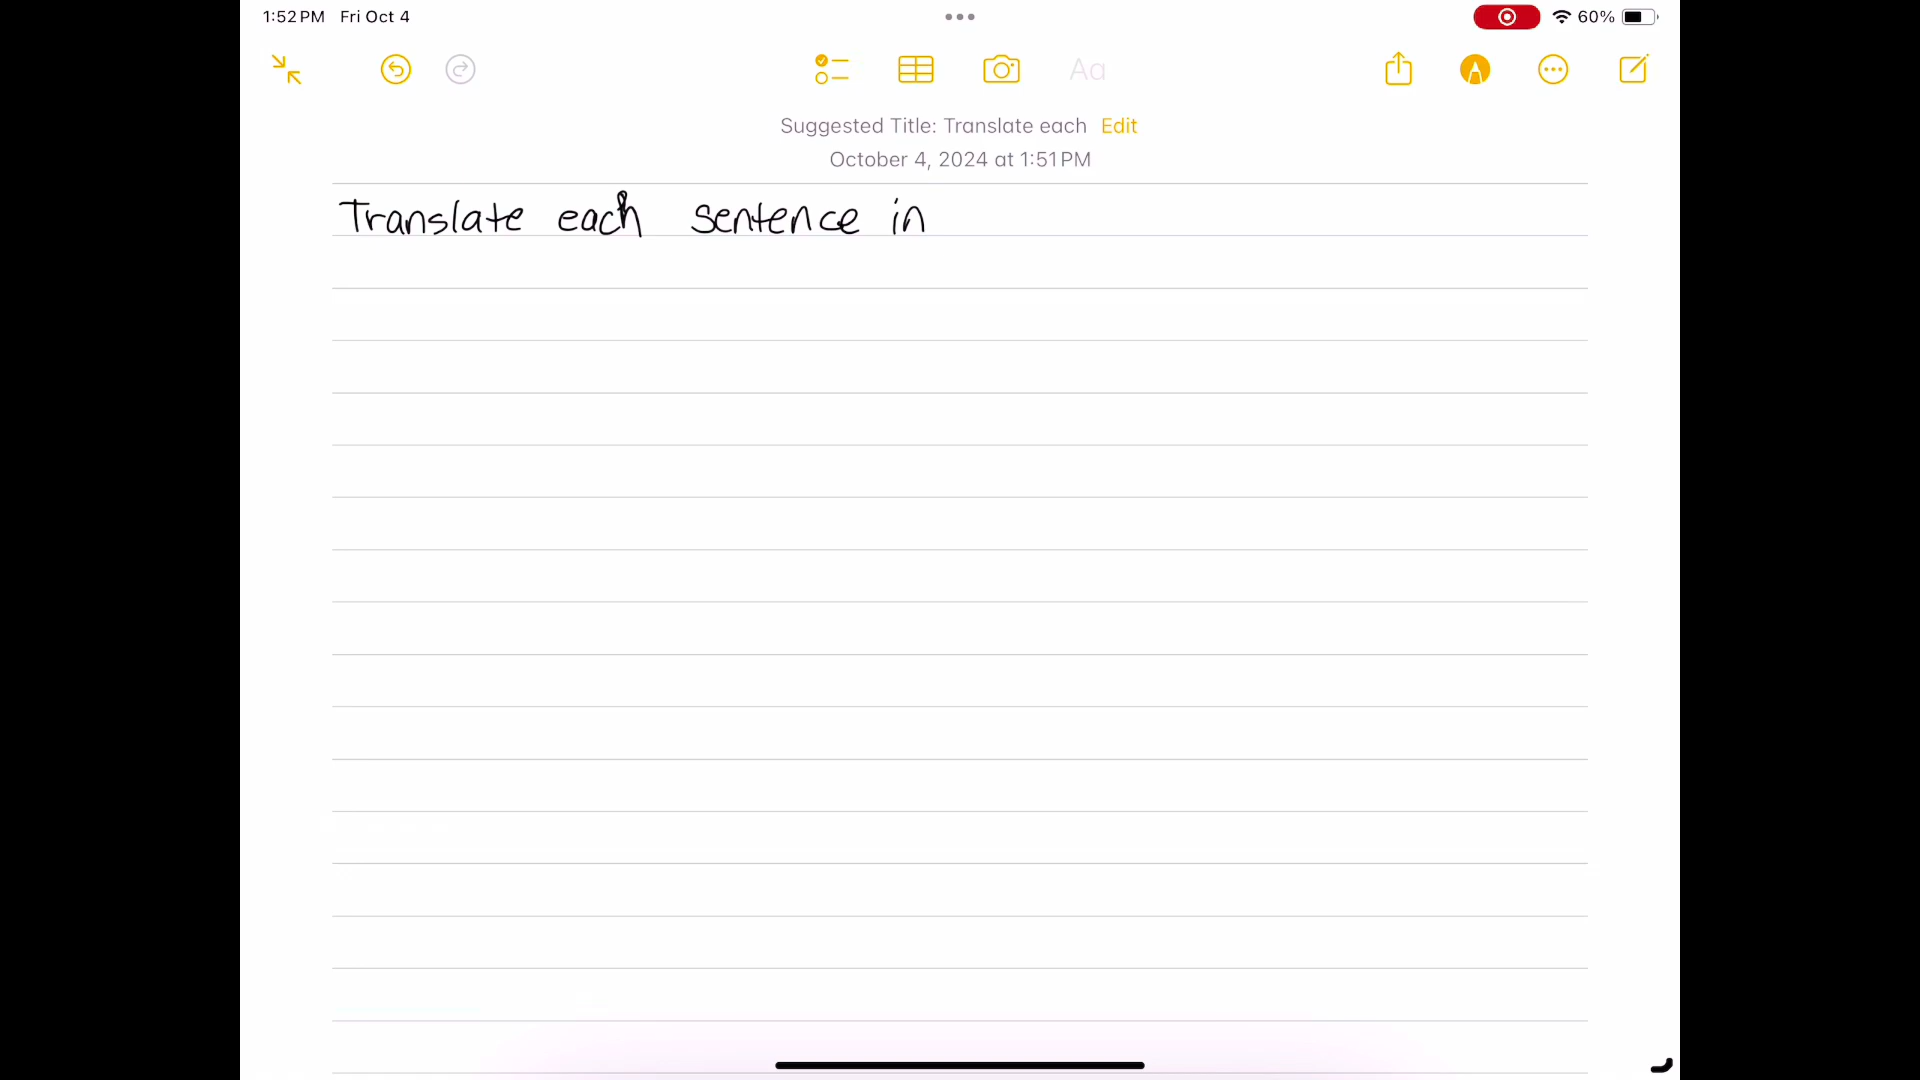 1:52 PM Fri Oct 4 60%
Aa
Suggested Title: Translate each Edit
October 4, 2024 at 1:51 PM
Translate each sentence in